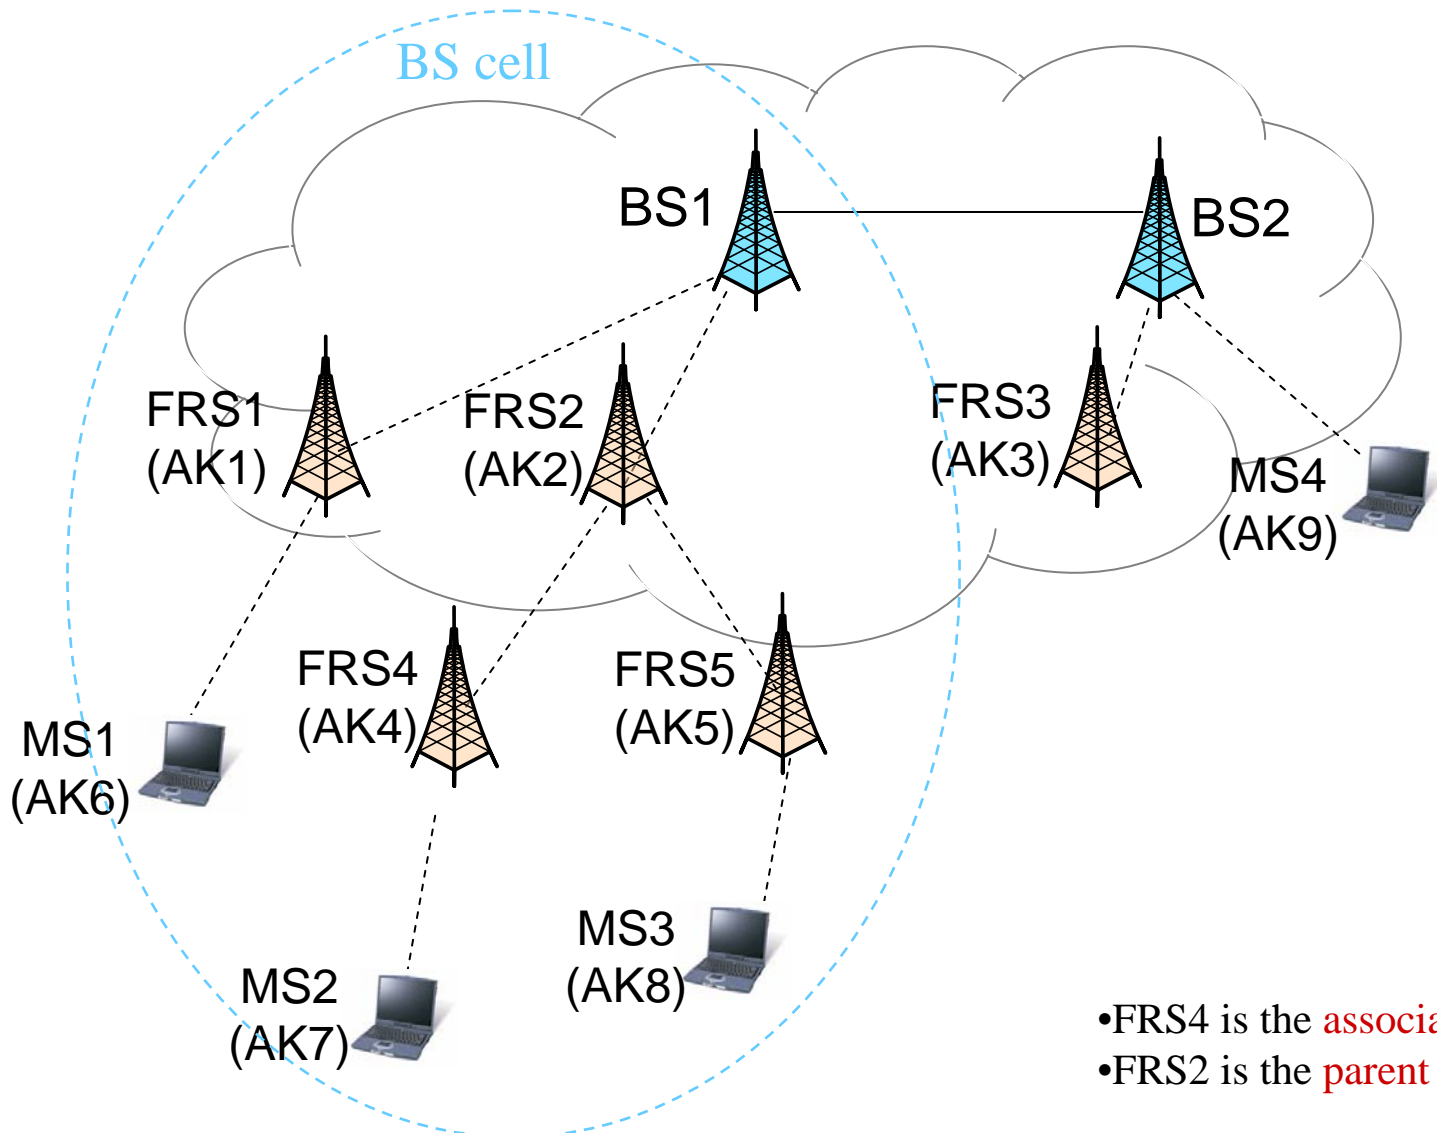 BS cell
BS1
BS2
FRS1
(AK1)
FRS2
(AK2)
FRS3
(AK3)
MS4
(AK9)
FRS4
(AK4)
FRS5
(AK5)
MS1
(AK6)
MS3
(AK8)
MS2
(AK7)
•FRS4 is the
•FRS2 is the parent